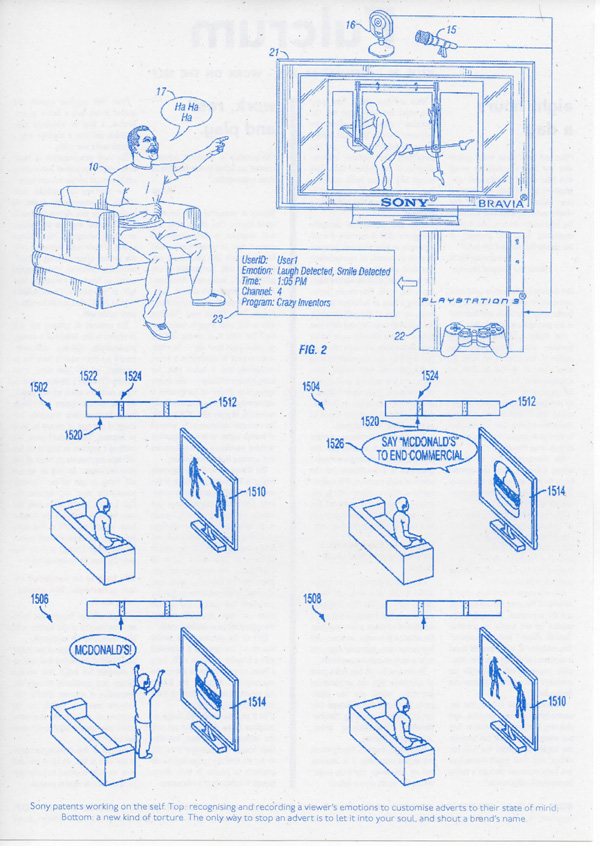 16
15
21
17
Ha Ha
Ha
10
SONY®
BRAVIA®
UserID: User1
Emotion: Laugh Detected, Smile Detected
Time: 1:05 PM
Channel: 4
Program: Crazy Inventors
23
PLAYSTATION 3®
22
FIG. 2
1502
1522
1524
1512
1520
1510
1504
1524
1512
1520
1526
SAY "MCDONALD'S"
TO END COMMERCIAL
1514
1506
MCDONALD'S!
1514
1508
1510
Sony patents working on the self. Top: recognising and recording a viewer's emotions to customise adverts to their state of mind;
Bottom: a new kind of torture. The only way to stop an advert is to let it into your soul, and shout a brand's name.